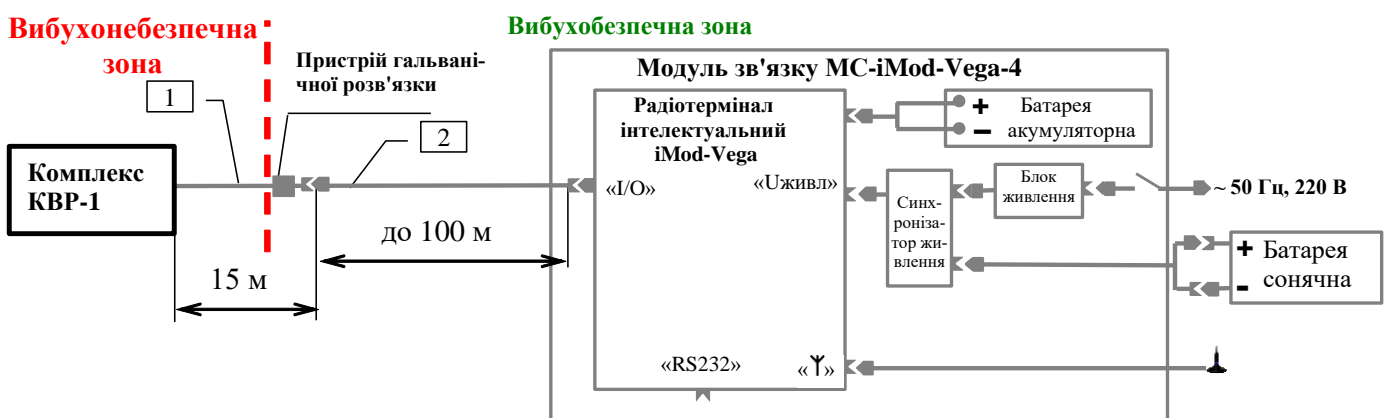 Вибухонебезпечна
зона
Вибухобезпечна зона
Пристрій гальвані-
чної розв'язки
Модуль зв'язку МС-iMod-Vega-4
1
2
Радіотермінал
інтелектуальний
iMod-Vega
+
–
Батарея
акумуляторна
Комплекс
КВР-1
«I/O»
«Uживл»
Синх-
роніза-
тор жи-
влення
Блок
живлення
~ 50 Гц, 220 В
до 100 м
15 м
+
-
Батарея
сонячна
«RS232»
« »